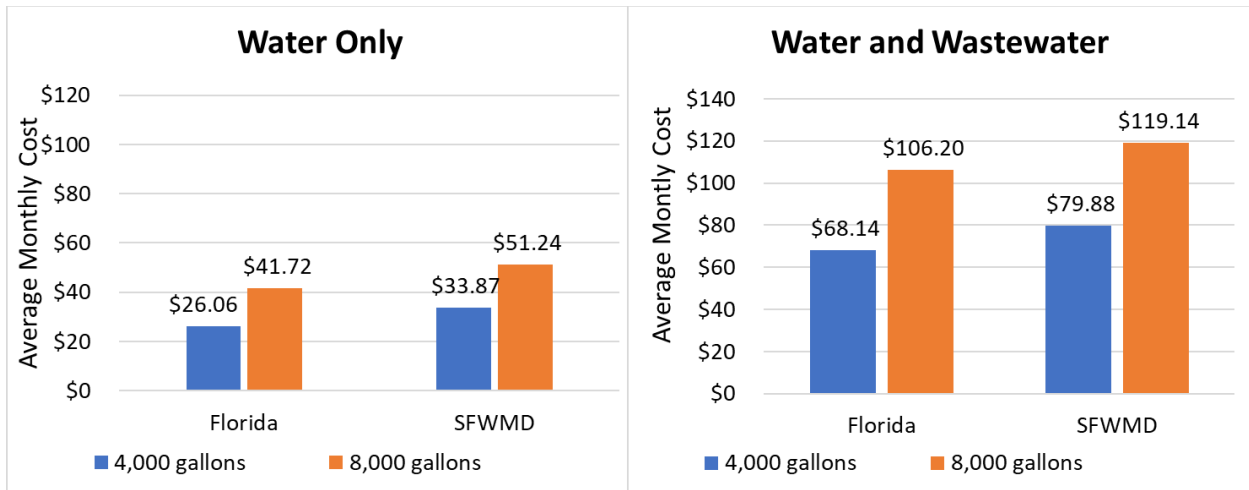 Water Only
Average Monthly Cost
$120
$100
$80
$60
$40
$20
$0
$26.06
$41.72
$33.87
$51.24
Florida
SFWMD
4,000 gallons
8,000 gallons
Water and Wastewater
Average Montly Cost
$140
$120
$100
$80
$60
$40
$20
$0
$68.14
$106.20
$79.88
$119.14
Florida
SFWMD
4,000 gallons
8,000 gallons